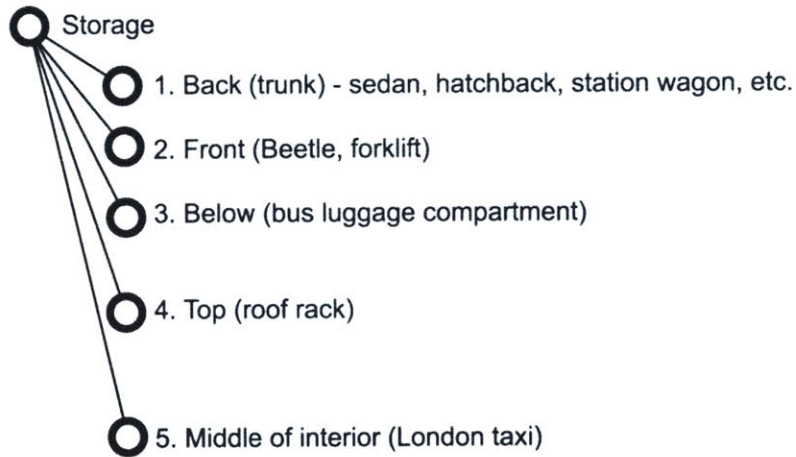 Storage
1. Back (trunk) - sedan, hatchback, station wagon, etc.
2. Front (Beetle, forklift)
3. Below (bus luggage compartment)
4. Top (roof rack)
5. Middle of interior (London taxi)